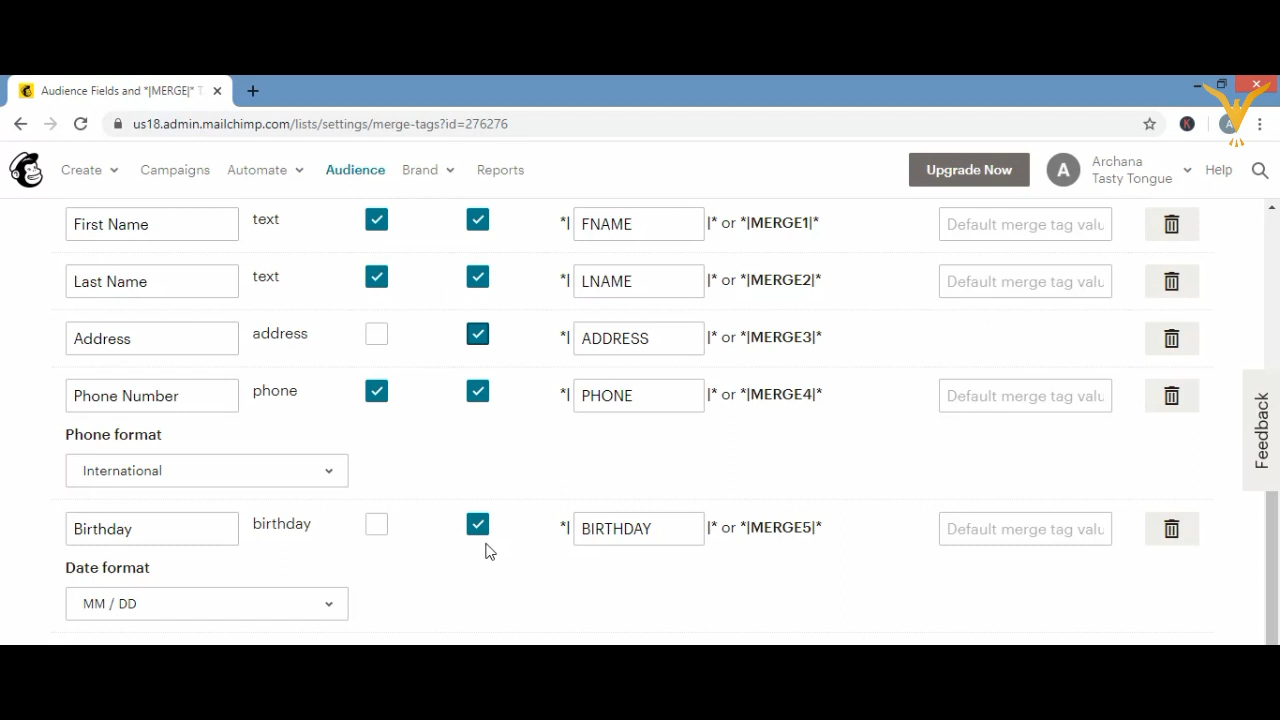 Audience Fields and *|MERGE|* T
us18.admin.mailchimp.com/lists/settings/merge-tags?id=276276
K
A
Create
Campaigns
Automate
Audience
Brand
Reports
Upgrade Now
A
Archana
Tasty Tongue
Help
First Name text *| FNAME |* or *|MERGE1|* Default merge tag valu
Last Name text *| LNAME |* or *|MERGE2|* Default merge tag valu
Address address *| ADDRESS |* or *|MERGE3|*
Phone Number phone *| PHONE |* or *|MERGE4|* Default merge tag valu
Phone format
International
Birthday birthday *| BIRTHDAY |* or *|MERGE5|* Default merge tag valu
Date format
MM / DD
Feedback